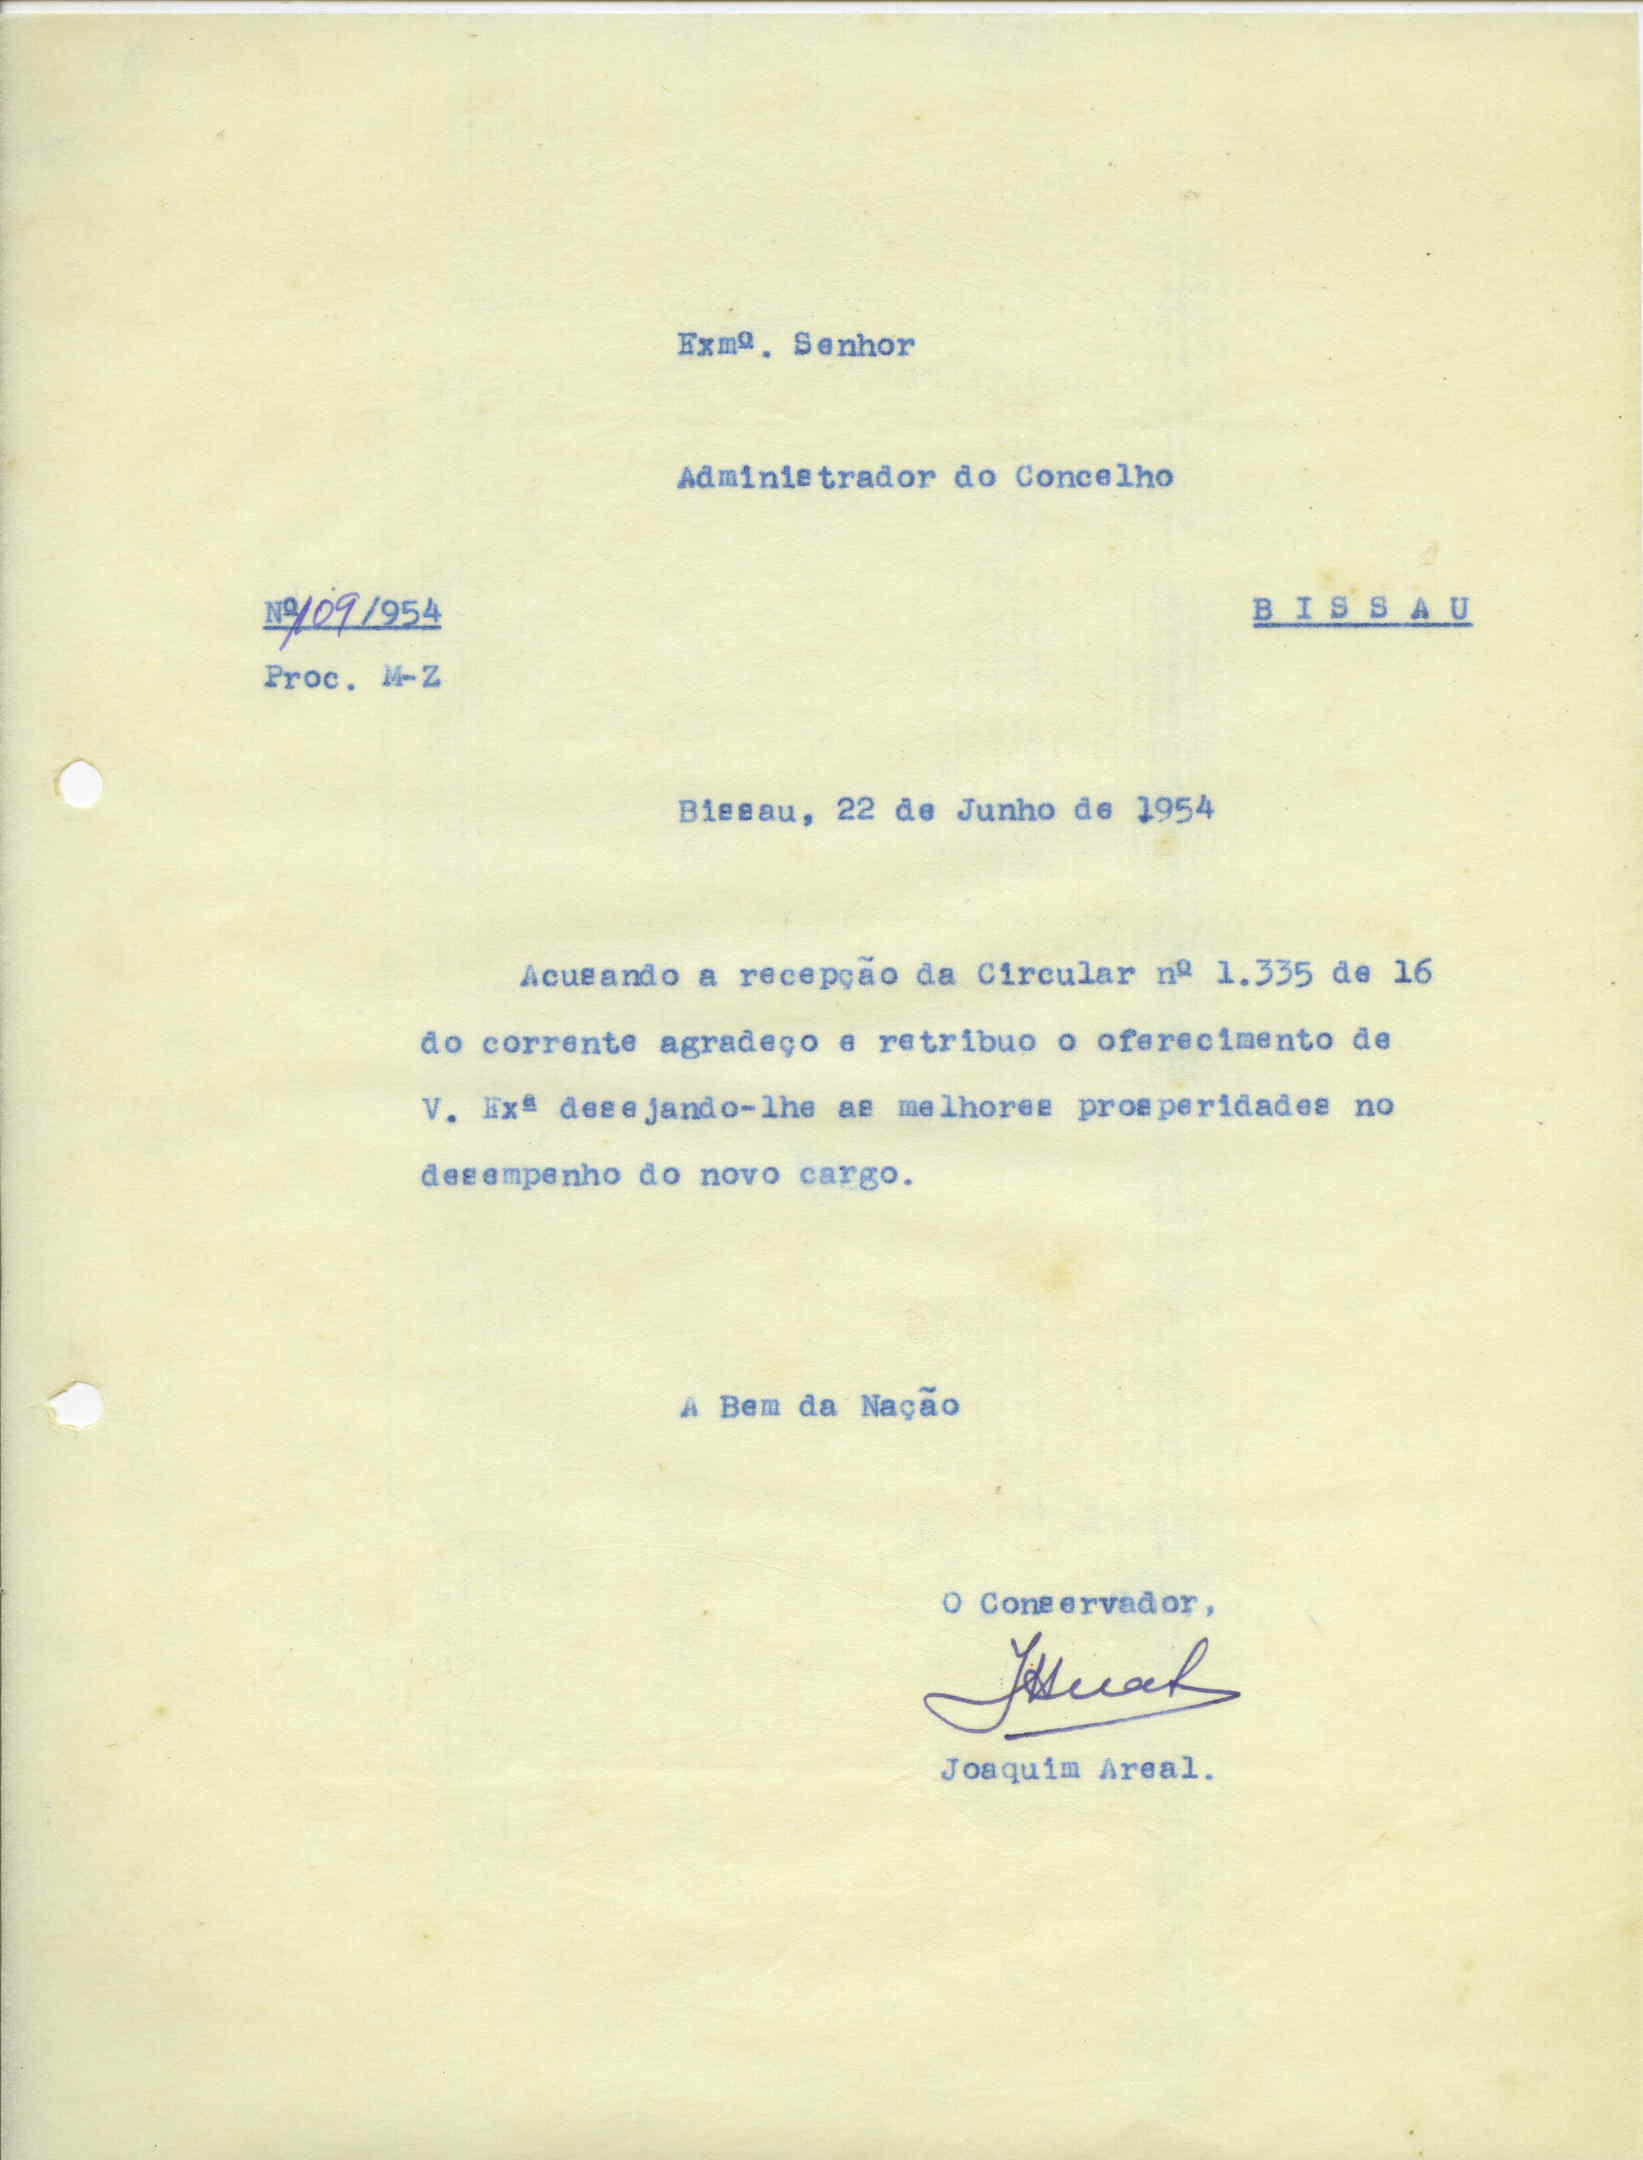 Exmº. Senhor
Administrador do Concelho
Nº109/954
B I S S A U
Proc. M-Z
Bissau, 22 de Junho de 1954
Acusando a recepção da Circular nº 1.335 de 16
do corrente agradeço e retribuo o oferecimento de
V. Exª desejando-lhe as melhores prosperidades no
desempenho do novo cargo.
A Bem da Nação
O Conservador,
Joaquim Areal.